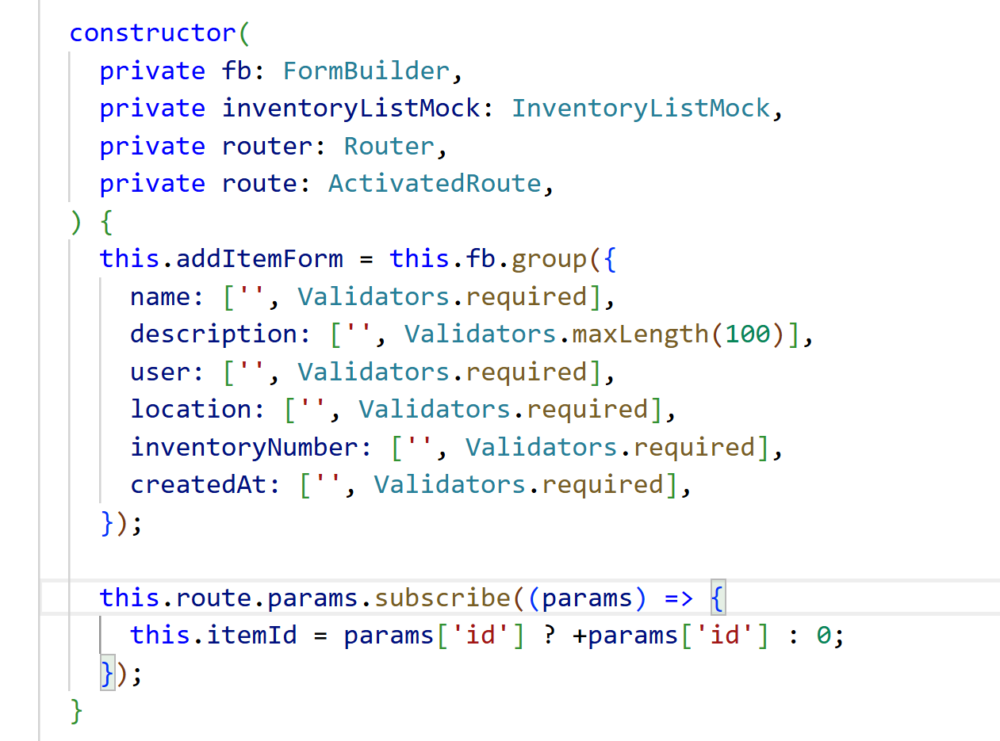 constructor(
private fb: FormBuilder,
private inventoryListMock: InventoryListMock,
private router: Router,
private route: ActivatedRoute,
) {
this.addItemForm = this.fb.group({
name: ['', Validators.required],
description: ['', Validators.maxLength(100)],
user: ['', Validators.required],
location: ['', Validators.required],
inventoryNumber: ['', Validators.required],
createdAt: ['', Validators.required],
});
this.route.params.subscribe((params) => {
this.itemId = params['id'] ? +params['id'] : 0;
});
}